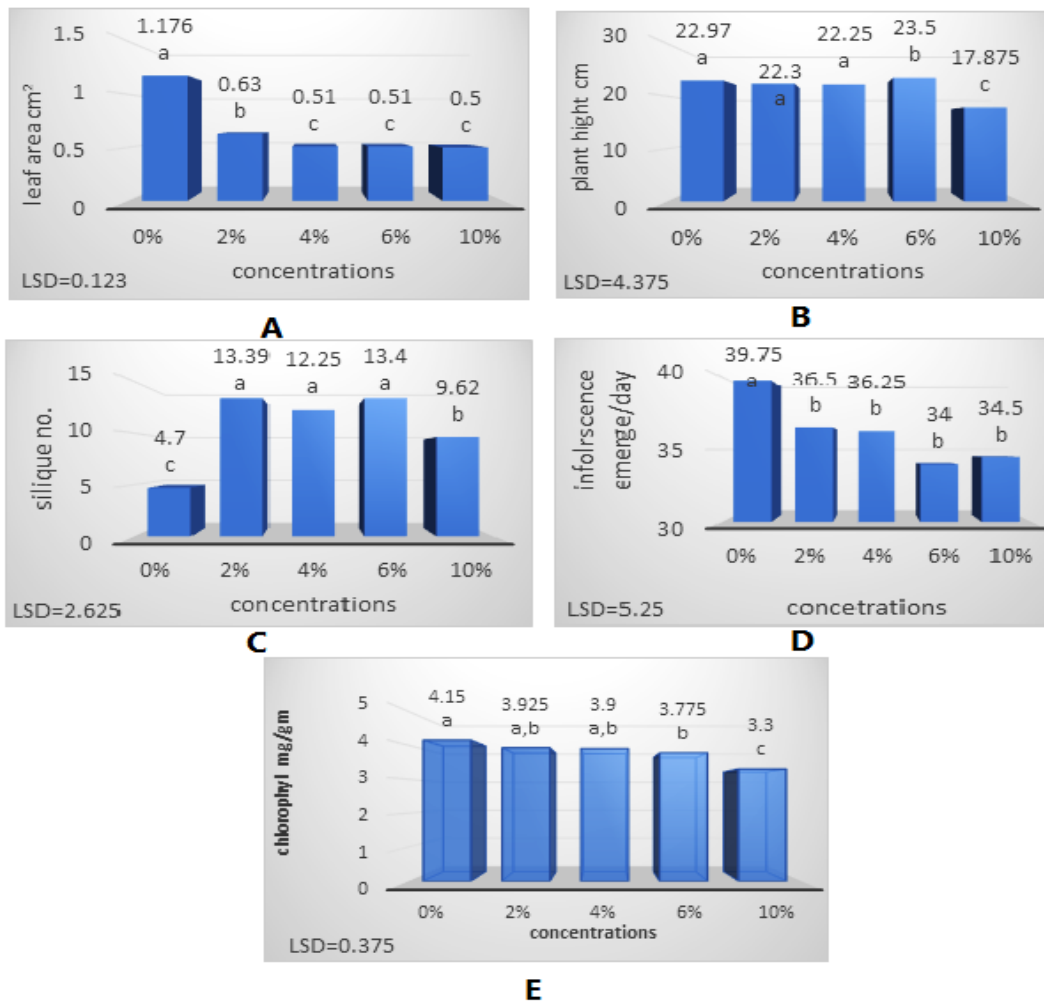 1.5
1
0.5
0
leaf area cm²
1.176
a
0.63
b
0.51
c
0.51
c
0.5
c
0% 2% 4% 6% 10%
concentrations
LSD=0.123
A
30
20
10
0
plant hight cm
22.97
a
22.3
a
22.25
a
23.5
b
17.875
c
0% 2% 4% 6% 10%
concentrations
LSD=4.375
B
15
10
5
0
silique no.
4.7
c
13.39
a
12.25
a
13.4
a
9.62
b
0% 2% 4% 6% 10%
concentrations
LSD=2.625
C
40
35
30
infolrscence
emerge/day
39.75
a
36.5
b
36.25
b
34
b
34.5
b
0% 2% 4% 6% 10%
concetrations
LSD=5.25
D
5
4
3
2
1
0
chlorophyl mg/gm
4.15
a
3.925
a,b
3.9
a,b
3.775
b
3.3
c
0% 2% 4% 6% 10%
concentrations
LSD=0.375
E